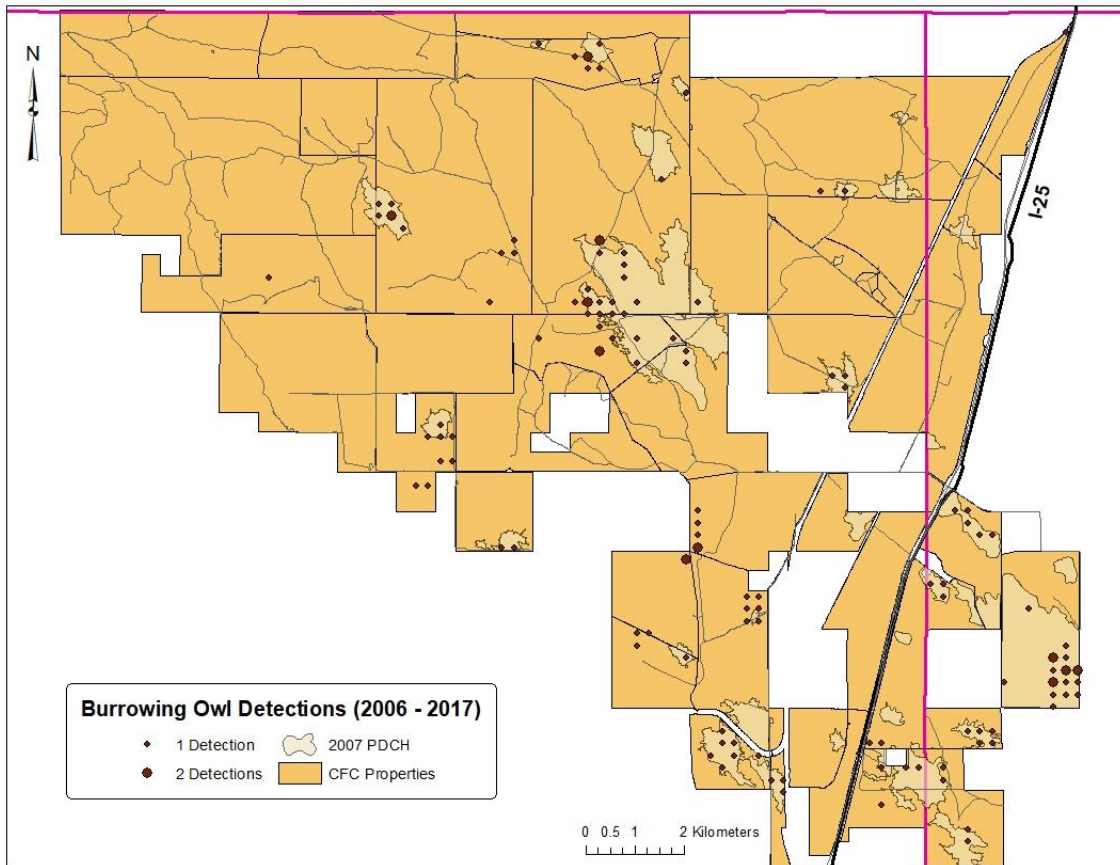 N
I-25
Burrowing Owl Detections (2006 - 2017)
1 Detection 2007 PDCH
2 Detections CFC Properties
0 0.5 1 2 Kilometers